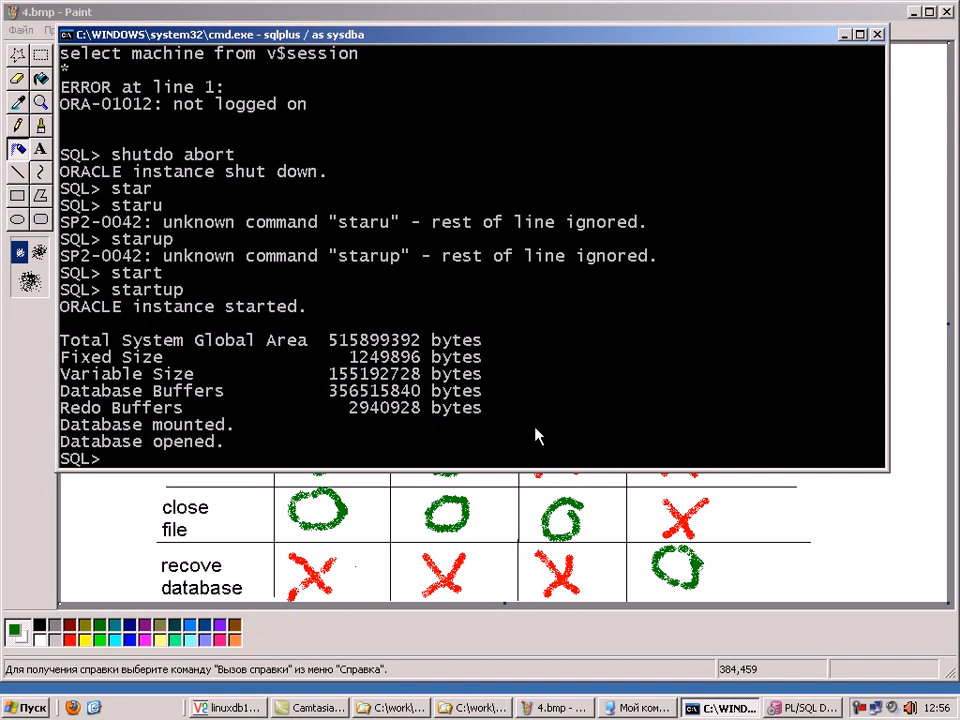 4.bmp - Paint
C:\WINDOWS\system32\cmd.exe - sqlplus / as sysdba
Файл
select machine from v$session
*
ERROR at line 1:
ORA-01012: not logged on
SQL> shutdo abort
ORACLE instance shut down.
SQL> star
SQL> staru
SP2-0042: unknown command "staru" - rest of line ignored.
SQL> starup
SP2-0042: unknown command "starup" - rest of line ignored.
SQL> start
SQL> startup
ORACLE instance started.
Total System Global Area  515899392 bytes
Fixed Size                  1249896 bytes
Variable Size             155192728 bytes
Database Buffers          356515840 bytes
Redo Buffers                2940928 bytes
Database mounted.
Database opened.
SQL>
close
file
recove
database
Для получения справки выберите команду "Вызов справки" из меню "Справка".
384,459
Пуск
linuxdb1...
Camtasia...
C:\work\...
C:\work\...
4.bmp - ...
Мой ком...
C:\WIND...
PL/SQL D...
12:56